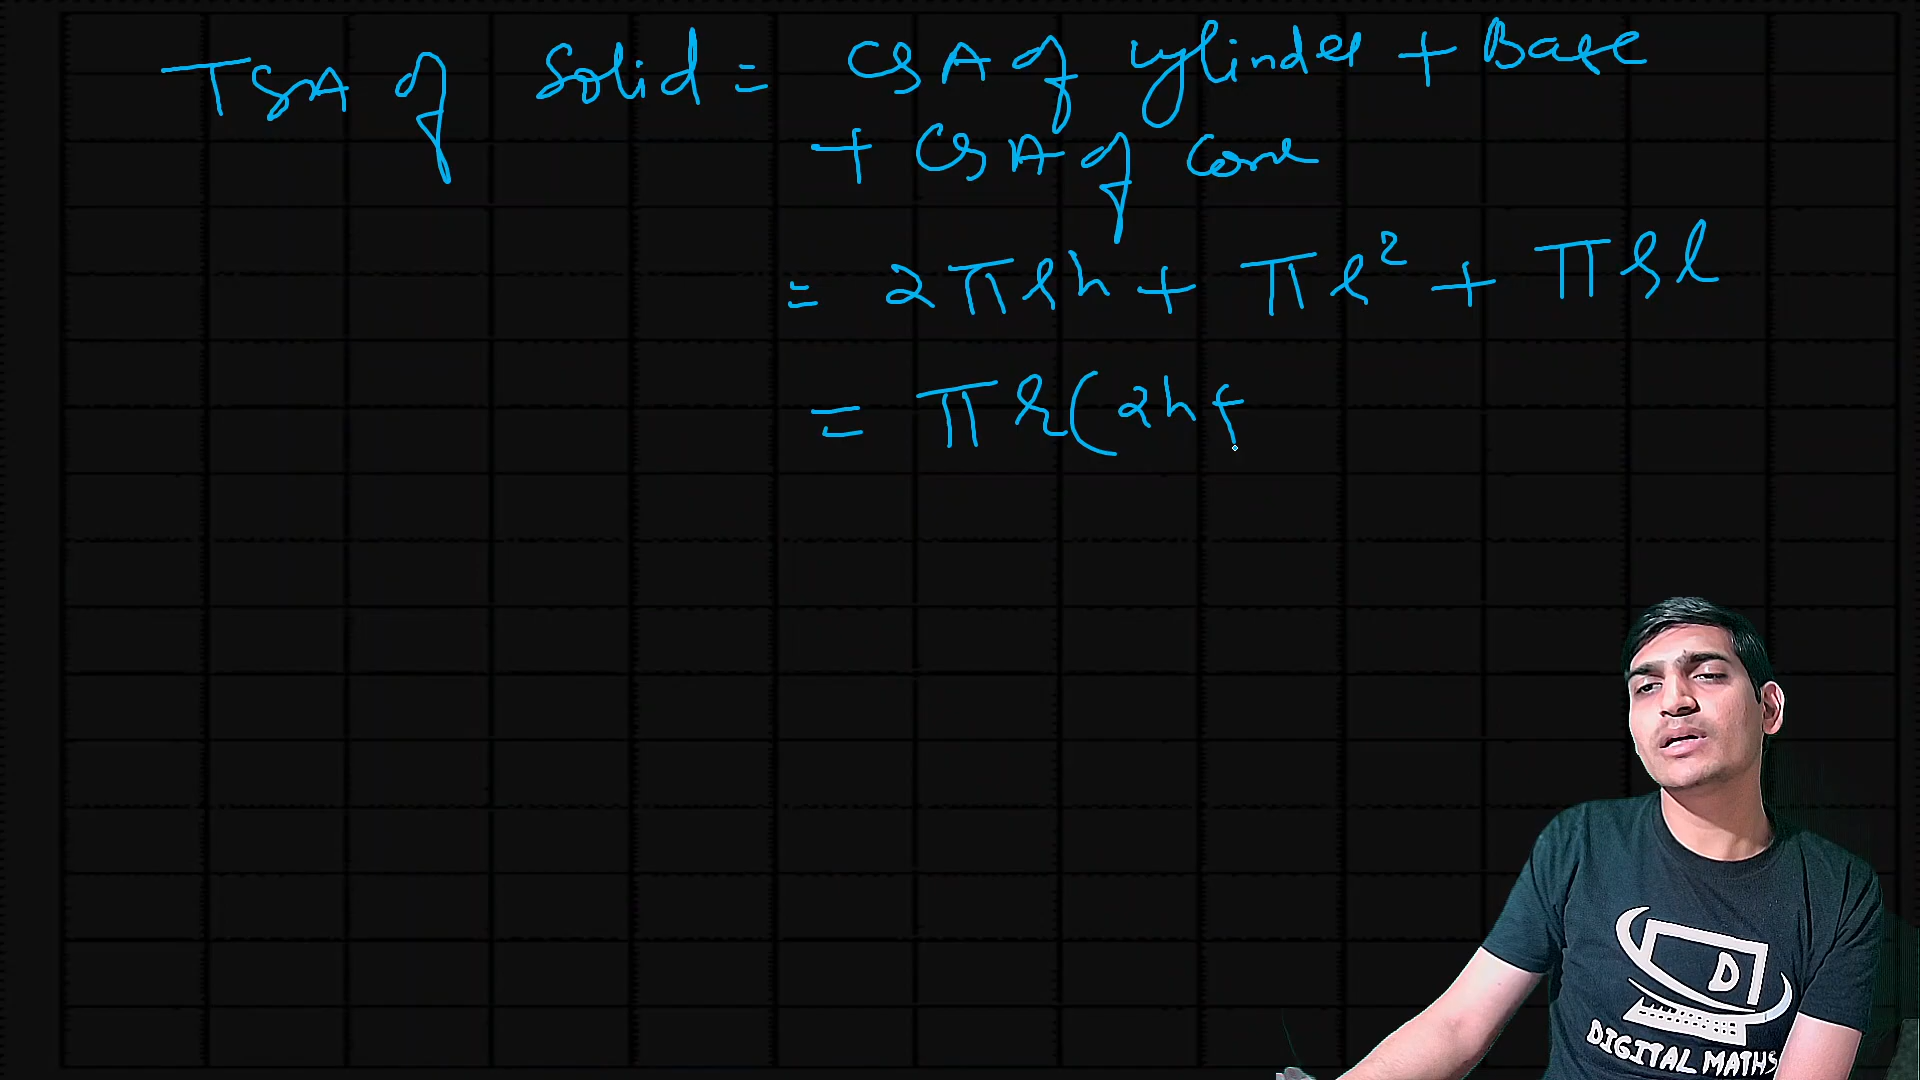 TSA of Solid = CSA of cylinder + Base
+ CSA of Cone
= 2πrh + πr² + πrl
= πr(2h+
D
DIGITAL MATHS